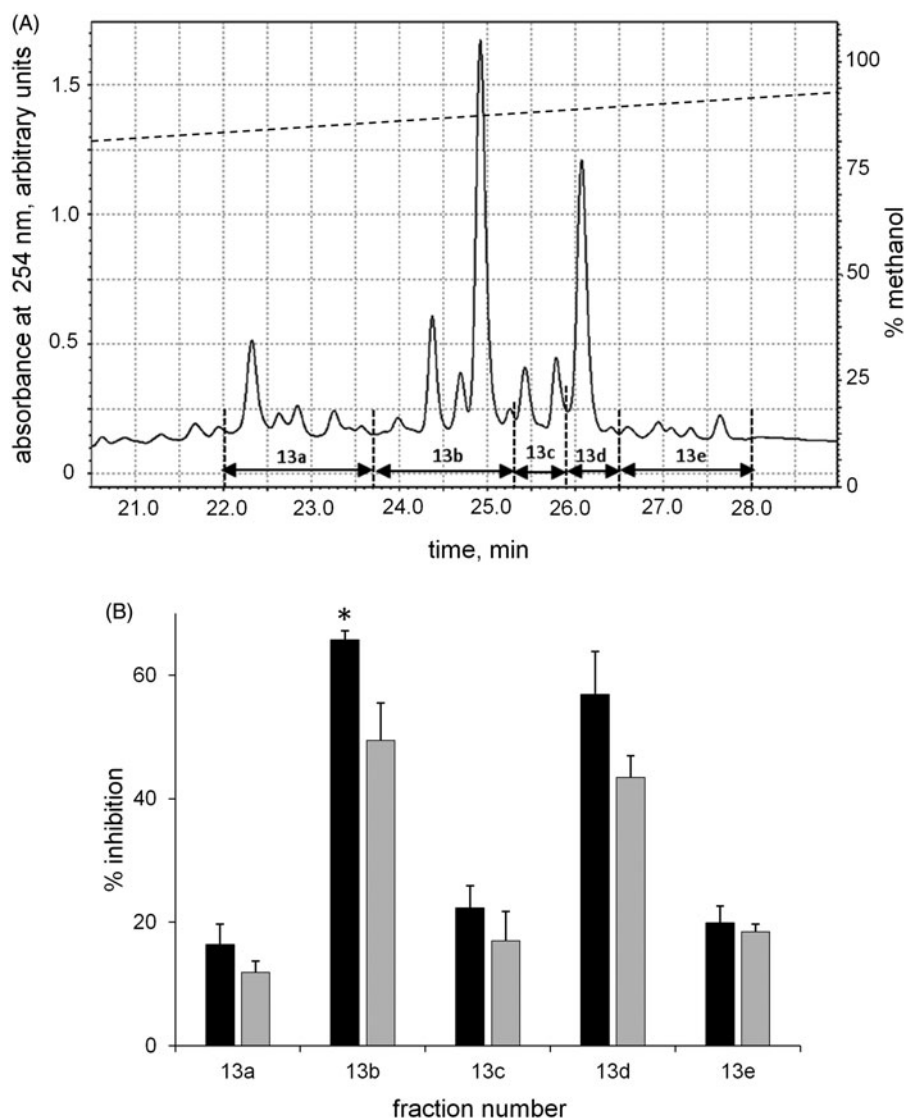 (A)
absorbance at 254 nm, arbitrary units
1.5
1.0
0.5
0
100
75
50
25
0
% methanol
13a
13b
13c
13d
13e
21.0
22.0
23.0
24.0
25.0
26.0
27.0
28.0
time, min
(B)
*
% inhibition
60
40
20
0
13a
13b
13c
13d
13e
fraction number